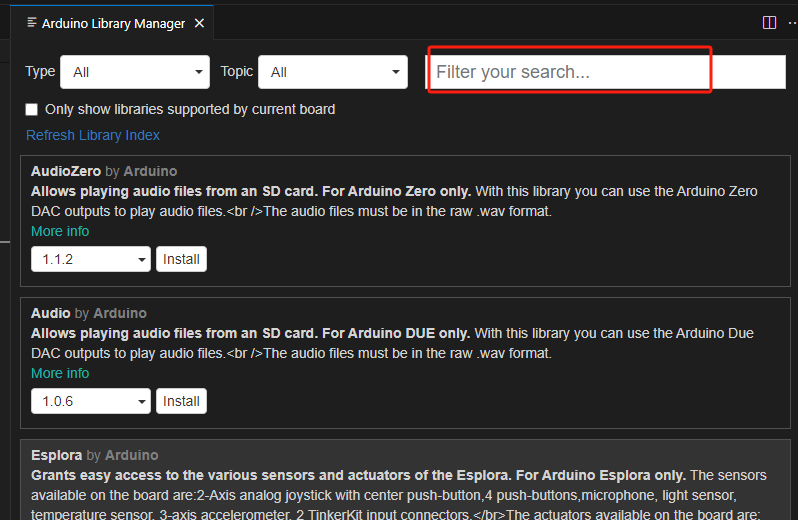 Arduino Library Manager
Type All Topic All Filter your search...
Only show libraries supported by current board
Refresh Library Index
AudioZero by Arduino
Allows playing audio files from an SD card. For Arduino Zero only. With this library you can use the Arduino Zero
DAC outputs to play audio files.<br />The audio files must be in the raw .wav format.
More info
1.1.2 Install
Audio by Arduino
Allows playing audio files from an SD card. For Arduino DUE only. With this library you can use the Arduino Due
DAC outputs to play audio files.<br />The audio files must be in the raw .wav format.
More info
1.0.6 Install
Esplora by Arduino
Grants easy access to the various sensors and actuators of the Esplora. For Arduino Esplora only. The sensors
available on the board are:2-Axis analog joystick with center push-button,4 push-buttons,microphone, light sensor,
temperature sensor, 3-axis accelerometer, 2 TinkerKit input connectors.</br>The actuators available on the board are: